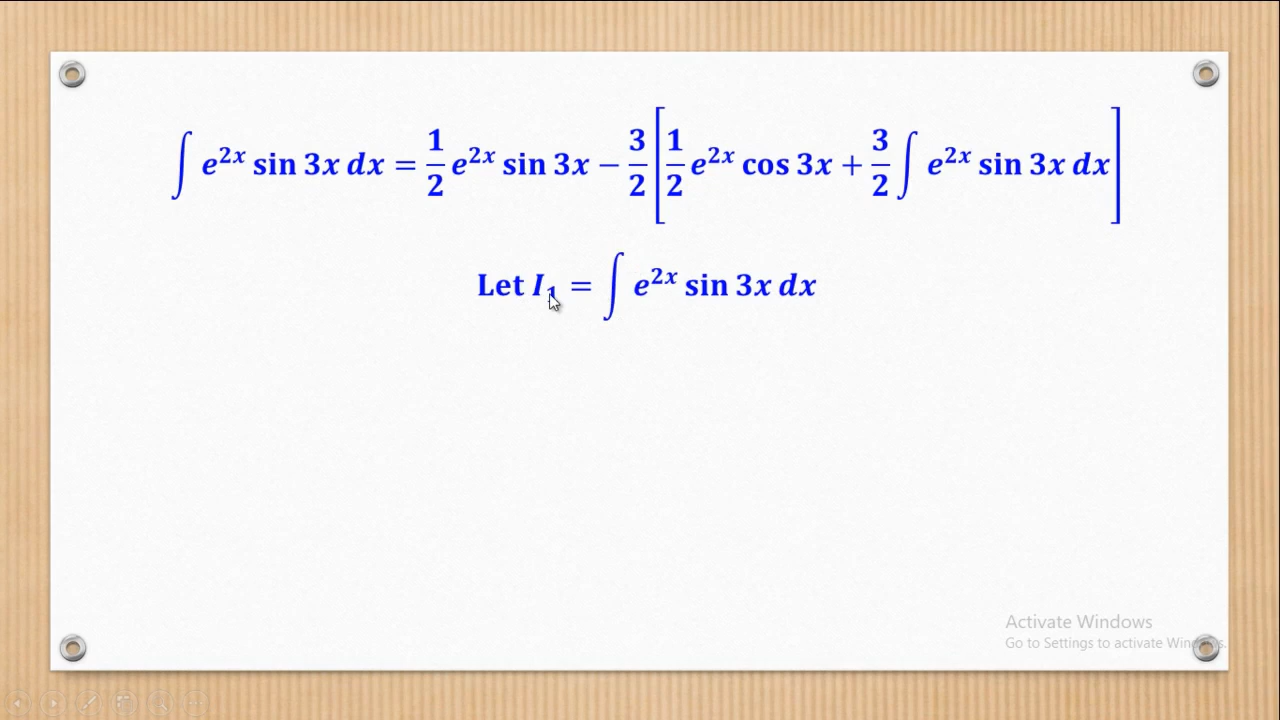 ∫ e^{2x} sin 3x dx = 1/2 e^{2x} sin 3x − 3/2 [1/2 e^{2x} cos 3x + 3/2 ∫ e^{2x} sin 3x dx]
Let I_1 = ∫ e^{2x} sin 3x dx
Activate Windows
Go to Settings to activate Windows.